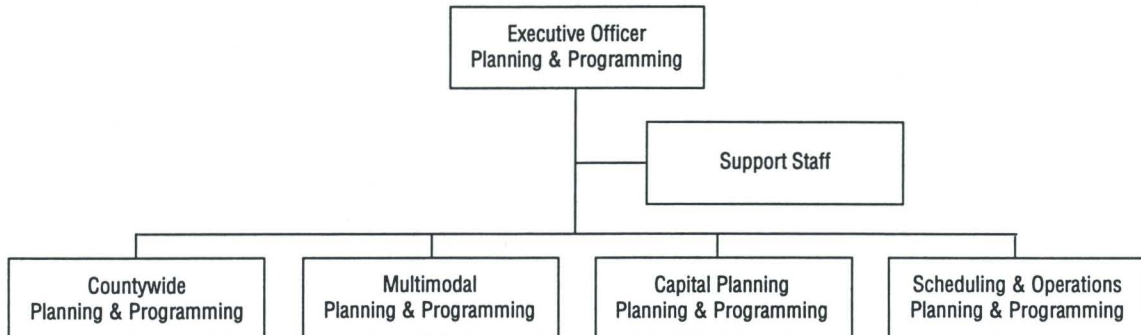 Executive Officer
Planning & Programming
Support Staff
Countywide
Planning & Programming
Multimodal
Planning & Programming
Capital Planning
Planning & Programming
Scheduling & Operations
Planning & Programming